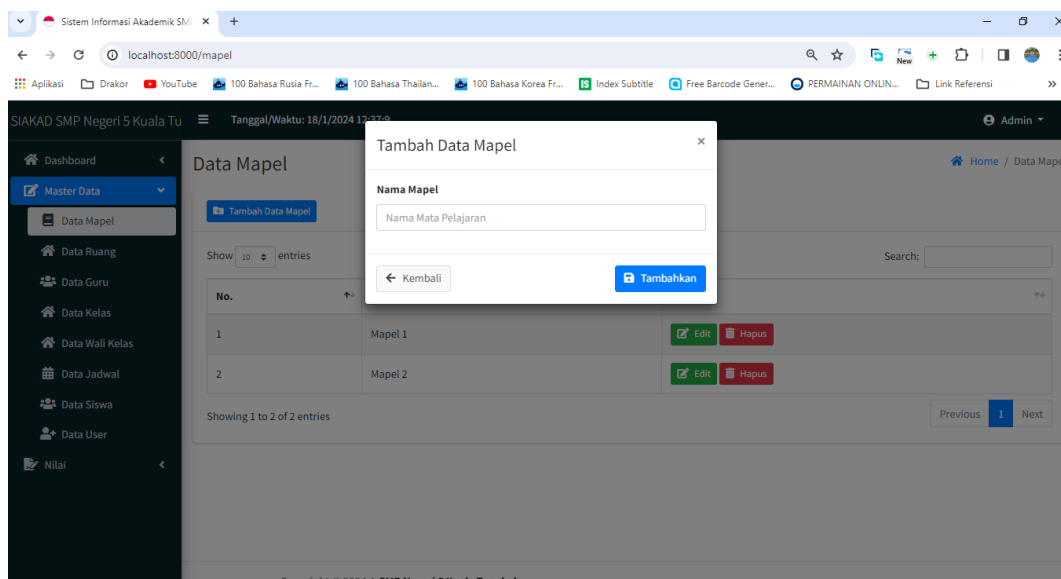 Sistem Informasi Akademik SM
localhost:8000/mapel
New
Aplikasi Drakor YouTube 100 Bahasa Rusia Fr... 100 Bahasa Thailan... 100 Bahasa Korea Fr... Index Subtitle Free Barcode Gener... PERMAINAN ONLIN... Link Referensi
SIAKAD SMP Negeri 5 Kuala Tu Tanggal/Waktu: 18/1/2024 12:37:9 Admin
Dashboard
Master Data
Data Mapel
Data Ruang
Data Guru
Data Kelas
Data Wali Kelas
Data Jadwal
Data Siswa
Data User
Nilai
Data Mapel
Home / Data Mape
Tambah Data Mapel
Show 10 entries
Search:
No.
1 Mapel 1 Edit Hapus
2 Mapel 2 Edit Hapus
Showing 1 to 2 of 2 entries
Previous 1 Next
Tambah Data Mapel ×
Nama Mapel
Nama Mata Pelajaran
Kembali Tambahkan